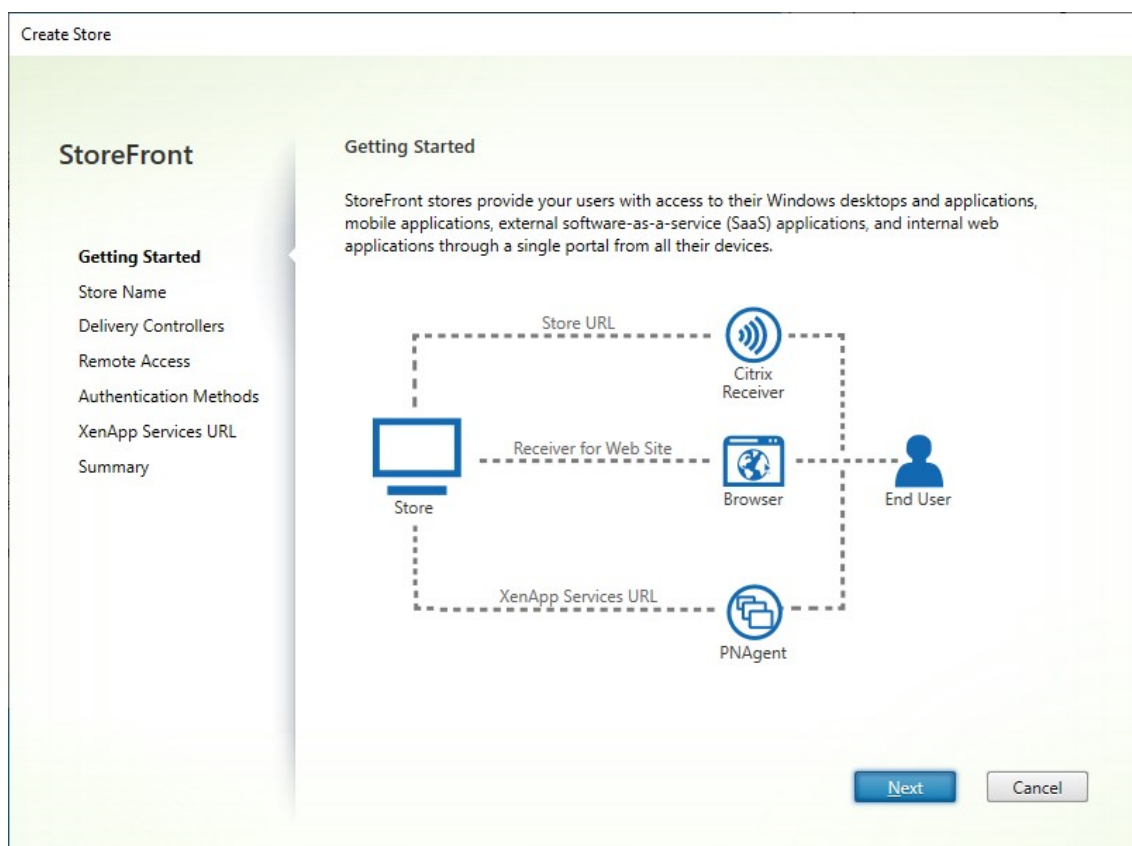 Create Store
StoreFront
Getting Started
Store Name
Delivery Controllers
Remote Access
Authentication Methods
XenApp Services URL
Summary
Getting Started
StoreFront stores provide your users with access to their Windows desktops and applications,
mobile applications, external software-as-a-service (SaaS) applications, and internal web
applications through a single portal from all their devices.
Store URL
Citrix
Receiver
Receiver for Web Site
Store
Browser
End User
XenApp Services URL
PNAgent
Next
Cancel